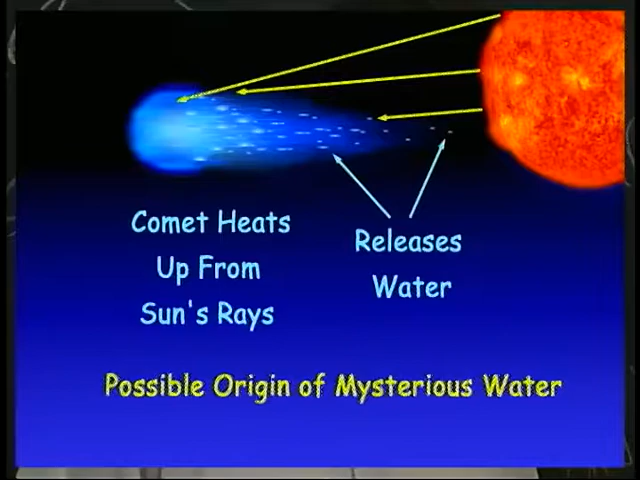 Comet Heats
Up From
Sun's Rays
Releases
Water
Possible Origin of Mysterious Water